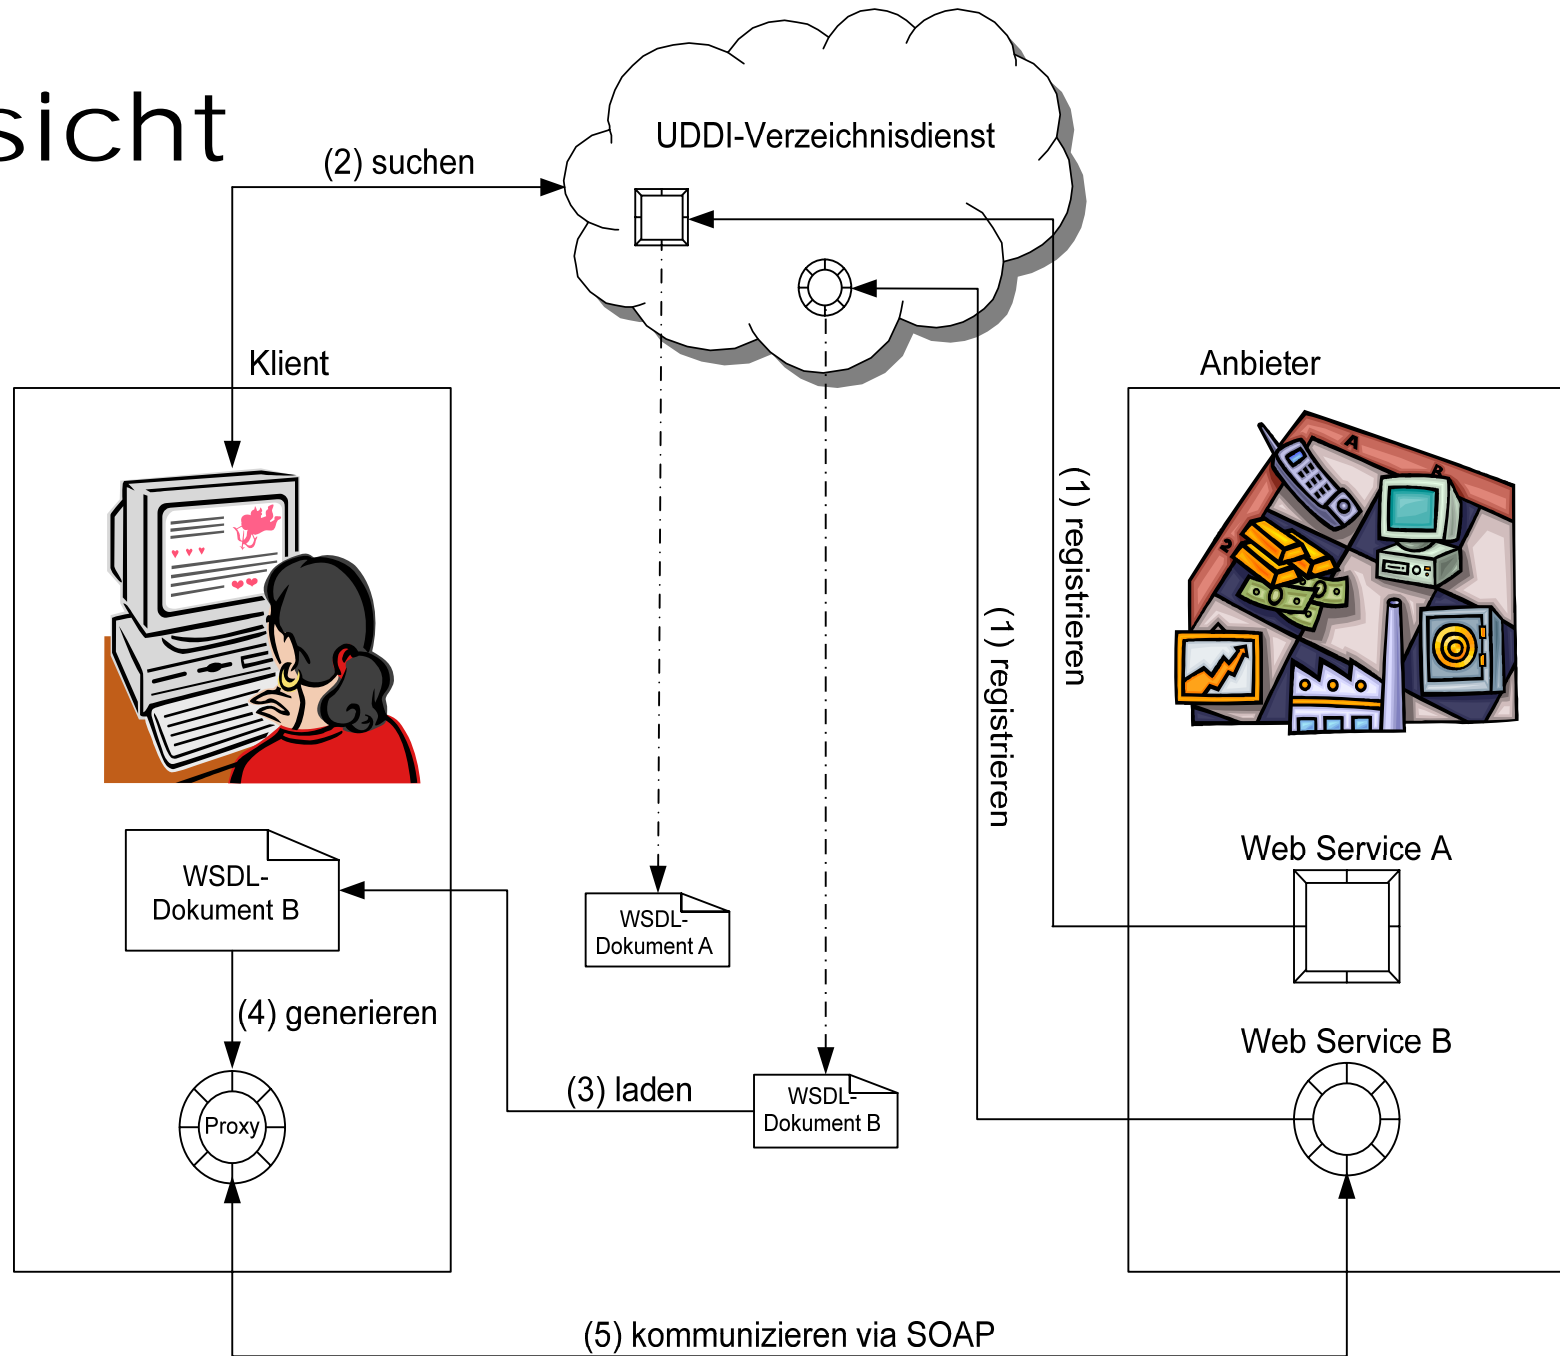 sicht
UDDI-Verzeichnisdienst
(2) suchen
Klient
Anbieter
A
B
2
(1) registrieren
(1) registrieren
Web Service A
WSDL-
Dokument B
WSDL-
Dokument A
(4) generieren
Web Service B
(3) laden
WSDL-
Dokument B
Proxy
(5) kommunizieren via SOAP